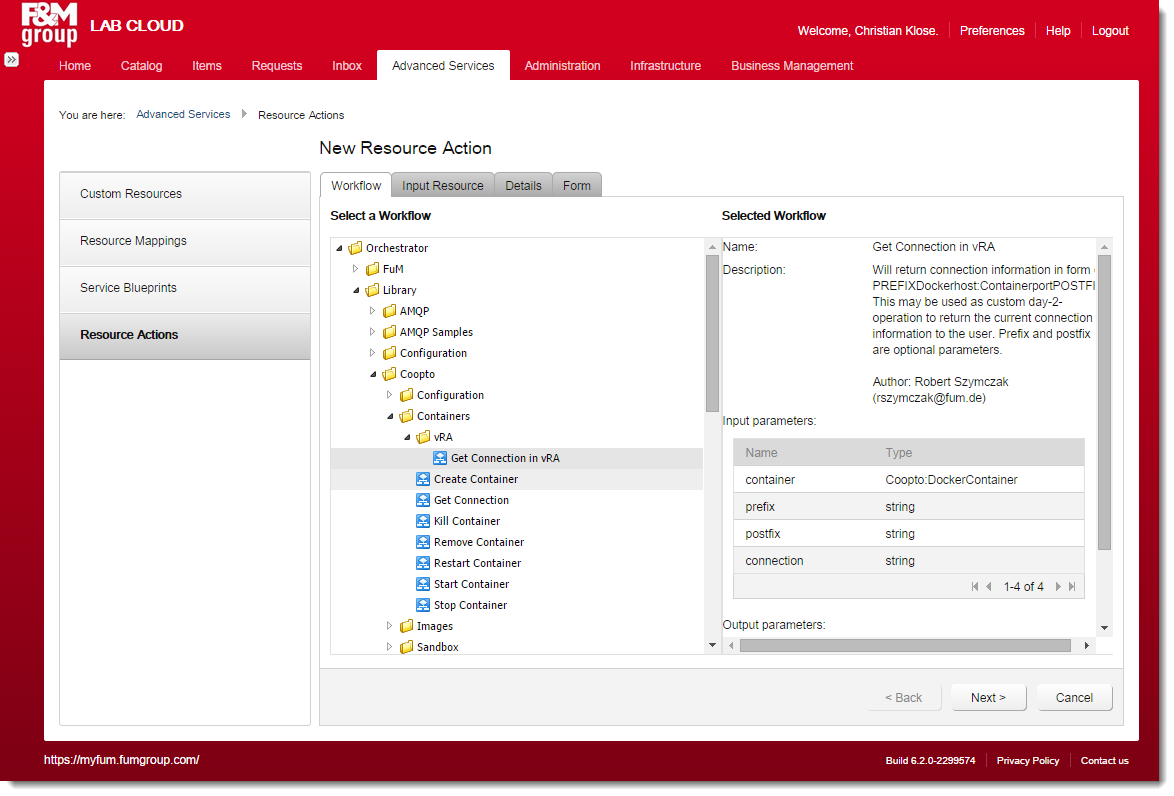 F&M
group
LAB CLOUD
Welcome, Christian Klose.
Preferences
Help
Logout
Home
Catalog
Items
Requests
Inbox
Advanced Services
Administration
Infrastructure
Business Management
You are here: Advanced Services Resource Actions
New Resource Action
Custom Resources
Resource Mappings
Service Blueprints
Resource Actions
Workflow
Input Resource
Details
Form
Select a Workflow
Orchestrator
FuM
Library
AMQP
AMQP Samples
Configuration
Coopto
Configuration
Containers
vRA
Get Connection in vRA
Create Container
Get Connection
Kill Container
Remove Container
Restart Container
Start Container
Stop Container
Images
Sandbox
Selected Workflow
Name: Get Connection in vRA
Description: Will return connection information in form
PREFIXDockerhost:ContainerportPOSTFI
This may be used as custom day-2-
operation to return the current connection
information to the user. Prefix and postfix
are optional parameters.
Author: Robert Szymczak
(rszymczak@fum.de)
Input parameters:
Name Type
container Coopto:DockerContainer
prefix string
postfix string
connection string
1-4 of 4
Output parameters:
< Back
Next >
Cancel
https://myfum.fumgroup.com/
Build 6.2.0-2299574
Privacy Policy
Contact us